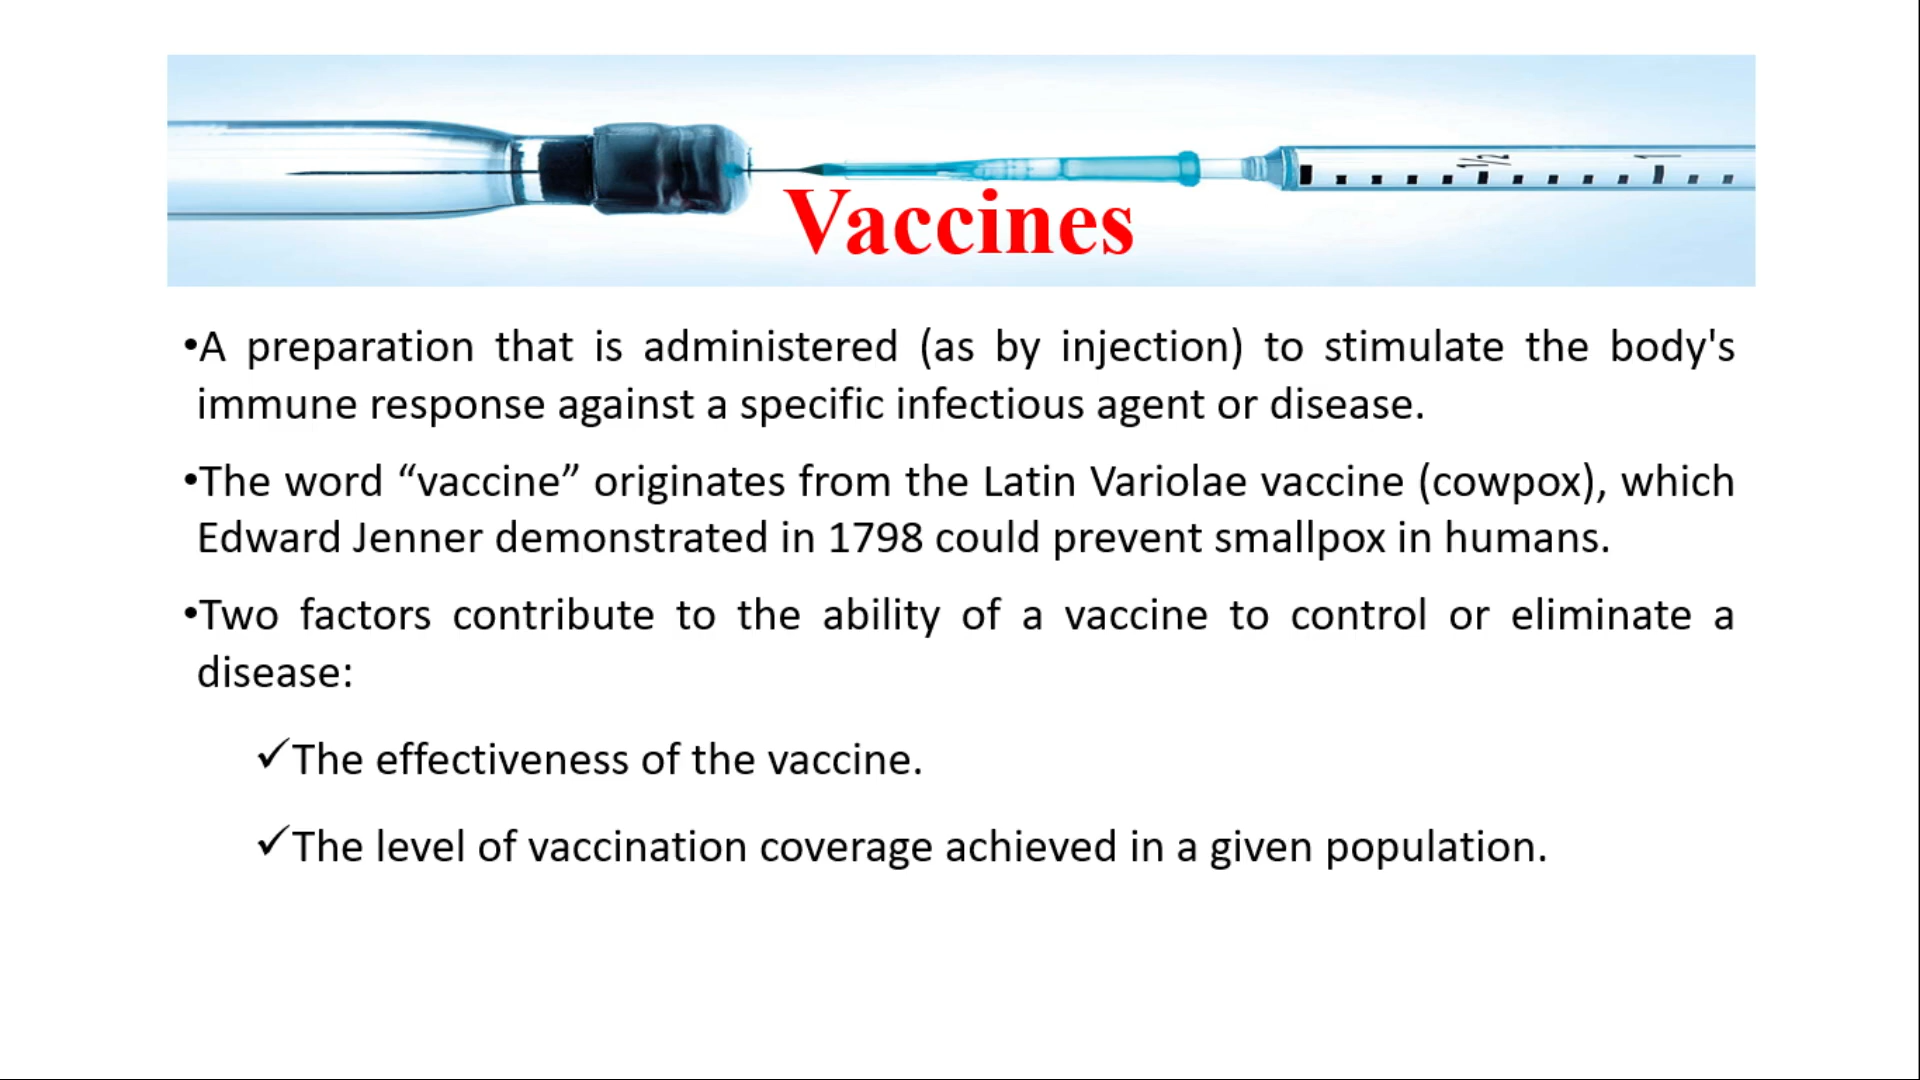 1/2
1
Vaccines
•A preparation that is administered (as by injection) to stimulate the body's
immune response against a specific infectious agent or disease.
•The word “vaccine” originates from the Latin Variolae vaccine (cowpox), which
Edward Jenner demonstrated in 1798 could prevent smallpox in humans.
•Two factors contribute to the ability of a vaccine to control or eliminate a
disease:
✓The effectiveness of the vaccine.
✓The level of vaccination coverage achieved in a given population.